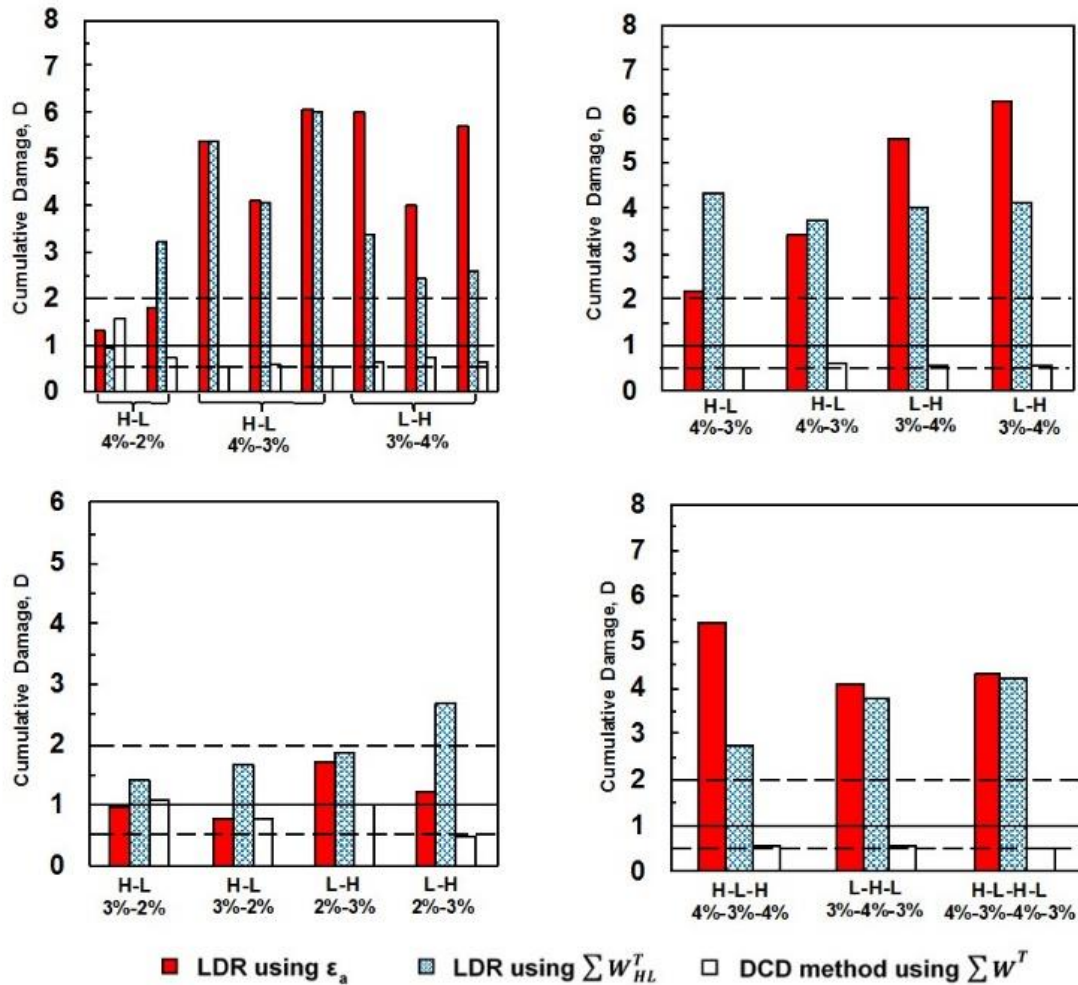 Cumulative Damage, D
8
7
6
5
4
3
2
1
0
H-L
4%-2%
H-L
4%-3%
L-H
3%-4%
Cumulative Damage, D
8
7
6
5
4
3
2
1
0
H-L
4%-3%
H-L
4%-3%
L-H
3%-4%
L-H
3%-4%
Cumulative Damage, D
6
5
4
3
2
1
0
H-L
3%-2%
H-L
3%-2%
L-H
2%-3%
L-H
2%-3%
Cumulative Damage, D
8
7
6
5
4
3
2
1
0
H-L-H
4%-3%-4%
L-H-L
3%-4%-3%
H-L-H-L
4%-3%-4%-3%
LDR using εₐ
LDR using ∑ W^T_HL
DCD method using ∑ W^T